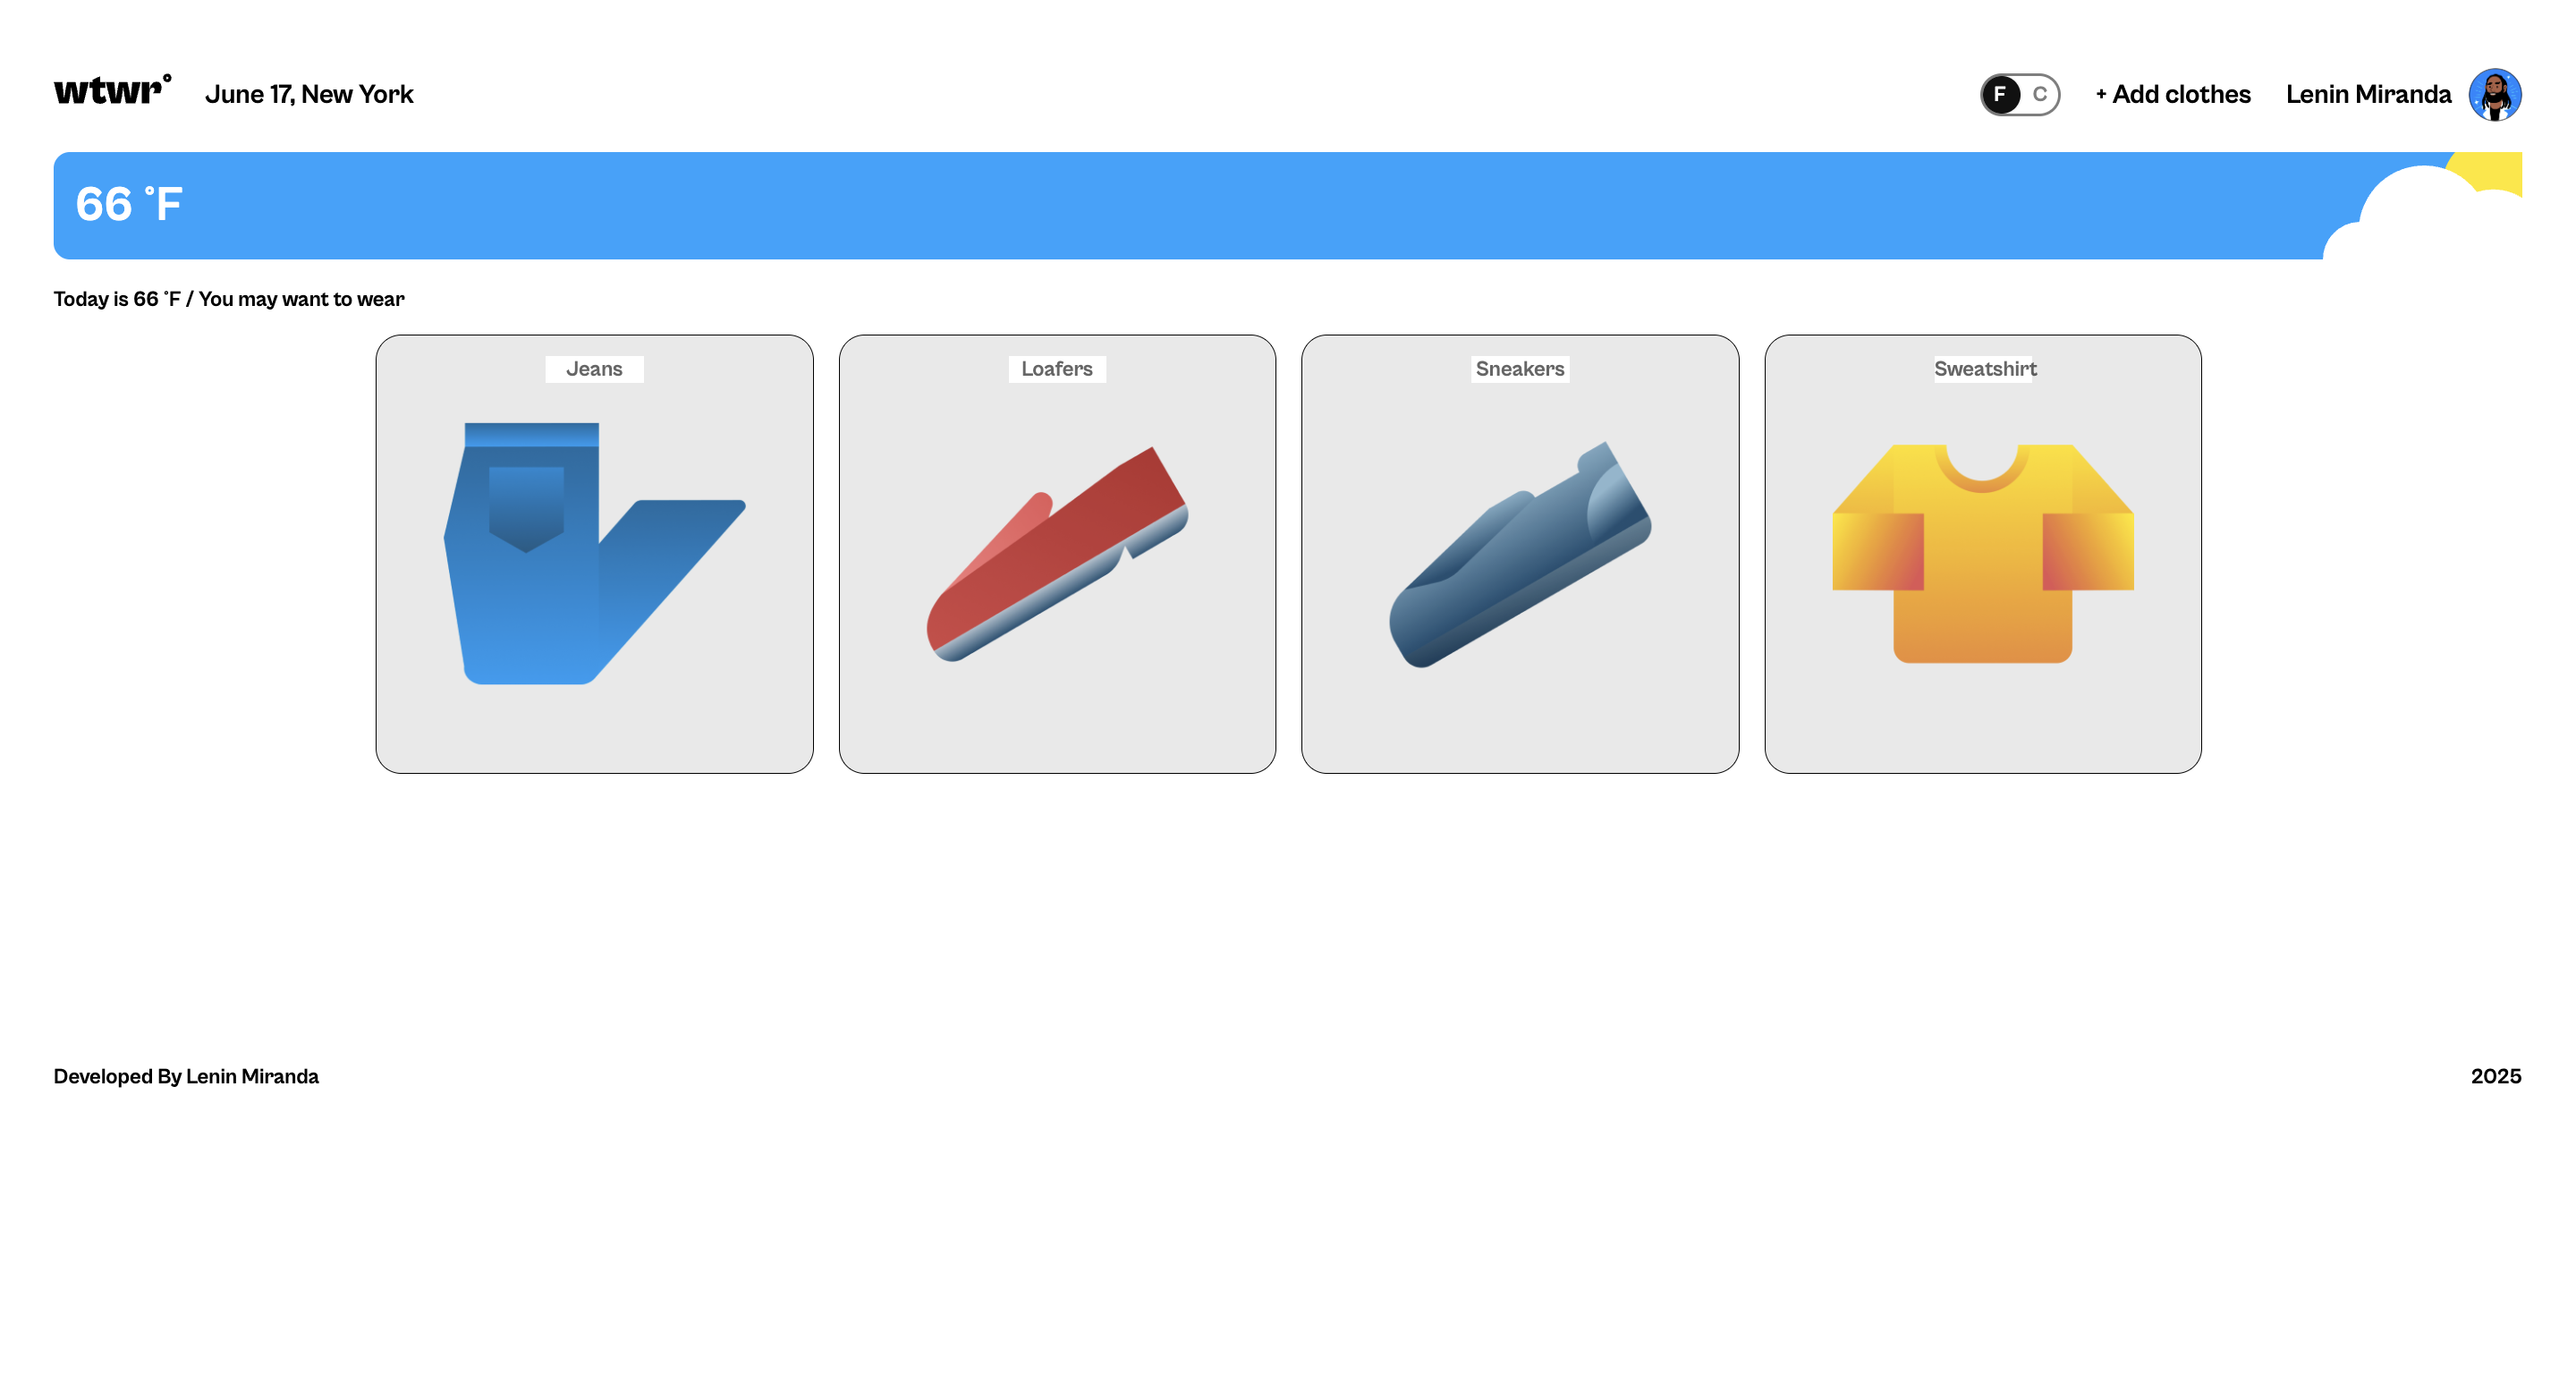 wtwr°
June 17, New York
F C
+ Add clothes
Lenin Miranda
66 °F
Today is 66 °F / You may want to wear
Jeans
Loafers
Sneakers
Sweatshirt
Developed By Lenin Miranda
2025